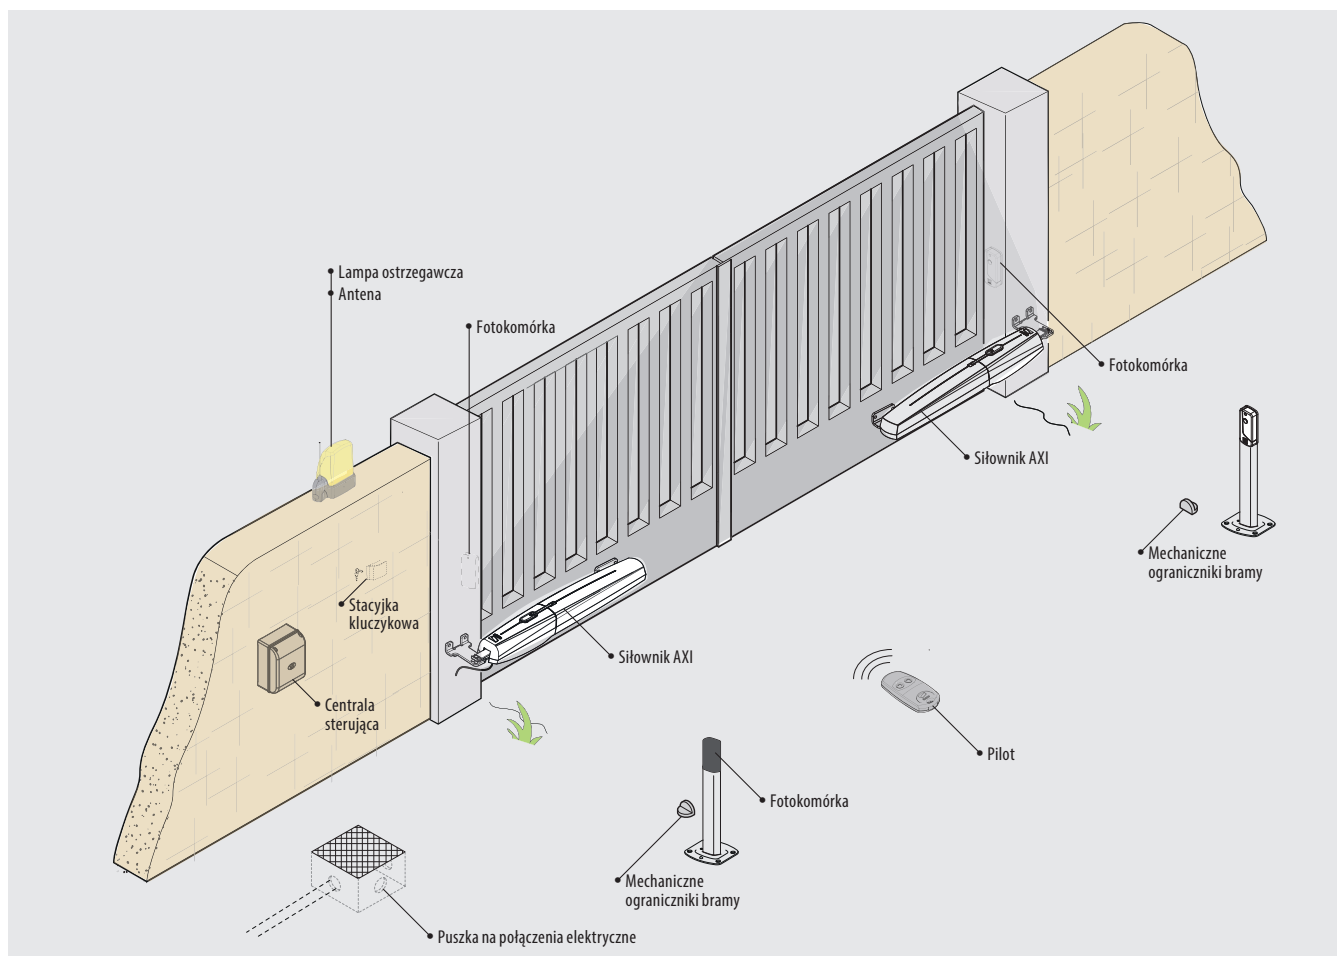 Lampa ostrzegawcza
Antena
Fotokomórka
Fotokomórka
Siłownik AXI
Mechaniczne
ograniczniki bramy
Stacyjka
kluczykowa
Siłownik AXI
Centrala
sterująca
Pilot
Fotokomórka
Mechaniczne
ograniczniki bramy
Puszka na połączenia elektryczne